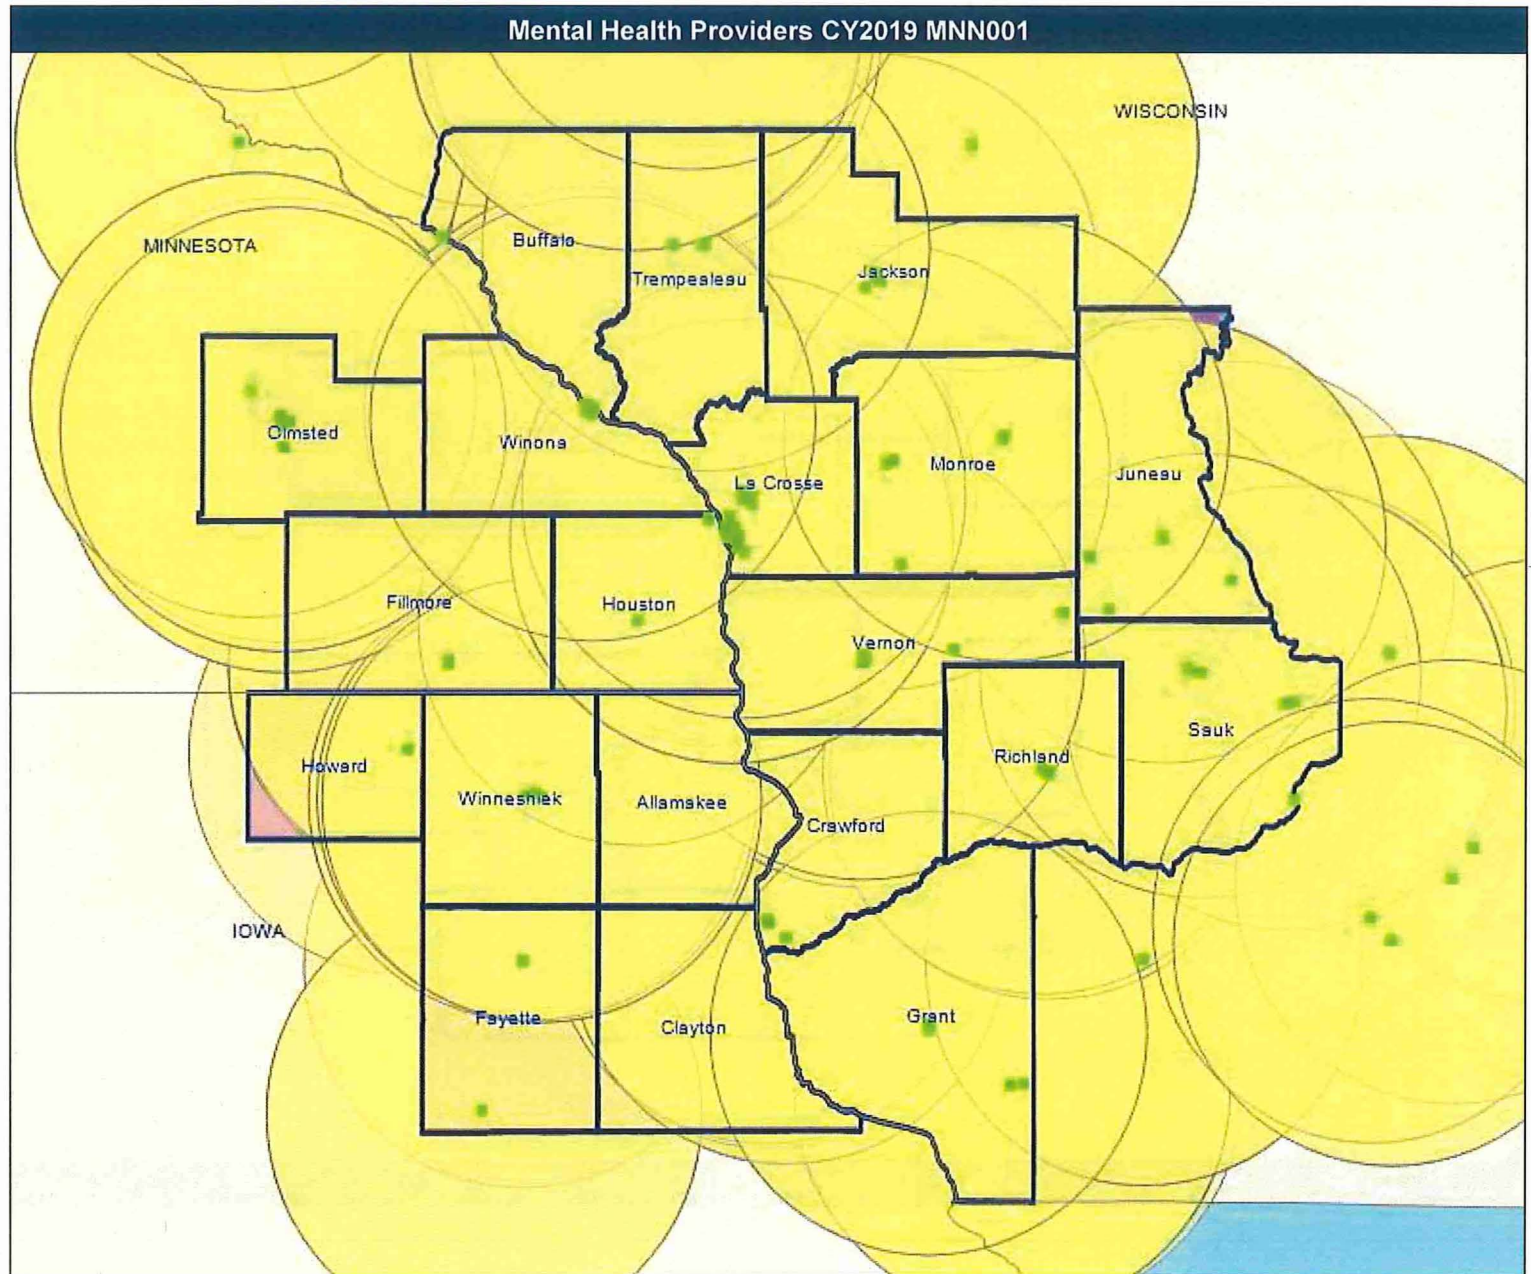 Mental Health Providers CY2019 MNN001
WISCONSIN
MINNESOTA
Buffalo
Trempealeau
Jackson
Olmsted
Winona
La Crosse
Monroe
Juneau
Fillmore
Houston
Vernon
Sauk
Richland
Howard
Winnesniek
Allamakee
Crawford
IOWA
Fayette
Clayton
Grant